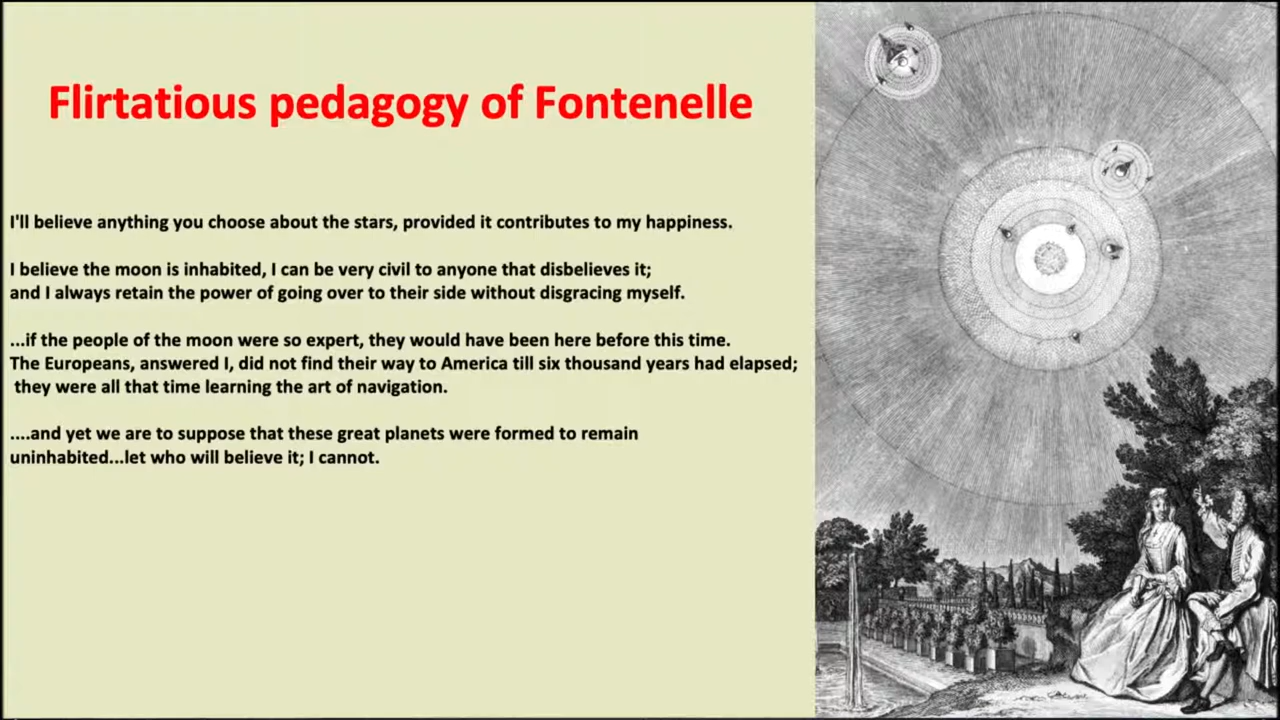 Flirtatious pedagogy of Fontenelle
I'll believe anything you choose about the stars, provided it contributes to my happiness.
I believe the moon is inhabited, I can be very civil to anyone that disbelieves it;
and I always retain the power of going over to their side without disgracing myself.
...if the people of the moon were so expert, they would have been here before this time.
The Europeans, answered I, did not find their way to America till six thousand years had elapsed;
they were all that time learning the art of navigation.
....and yet we are to suppose that these great planets were formed to remain
uninhabited...let who will believe it; I cannot.